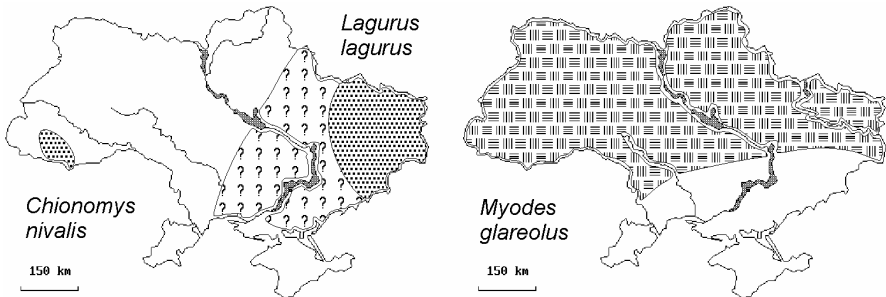 Lagurus
lagurus
? ? ? ? ? ? ? ? ? ? ? ? ? ? ? ? ? ? ? ? ? ? ? ? ? ? ? ? ? ? ? ? ? ? ? ? ? ? ? ? ? ? ? ?
Chionomys
nivalis
150 km
Myodes
glareolus
150 km